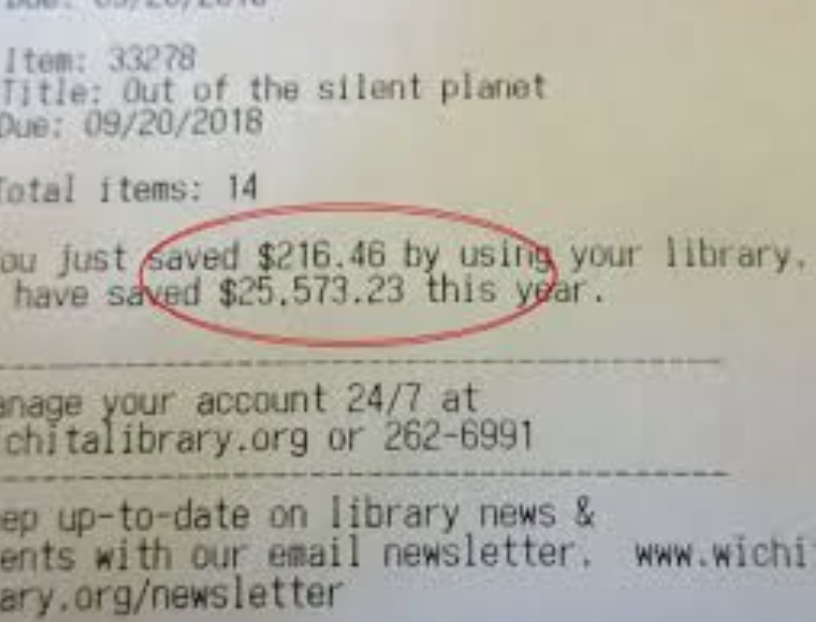 Due: 09/20/2018
Item: 33278
Title: Out of the silent planet
Due: 09/20/2018
Total items: 14
You just saved $216.46 by using your library.
have saved $25,573.23 this year.
anage your account 24/7 at
ichitalibrary.org or 262-6991
ep up-to-date on library news &
ents with our email newsletter. www.wichi
ary.org/newsletter